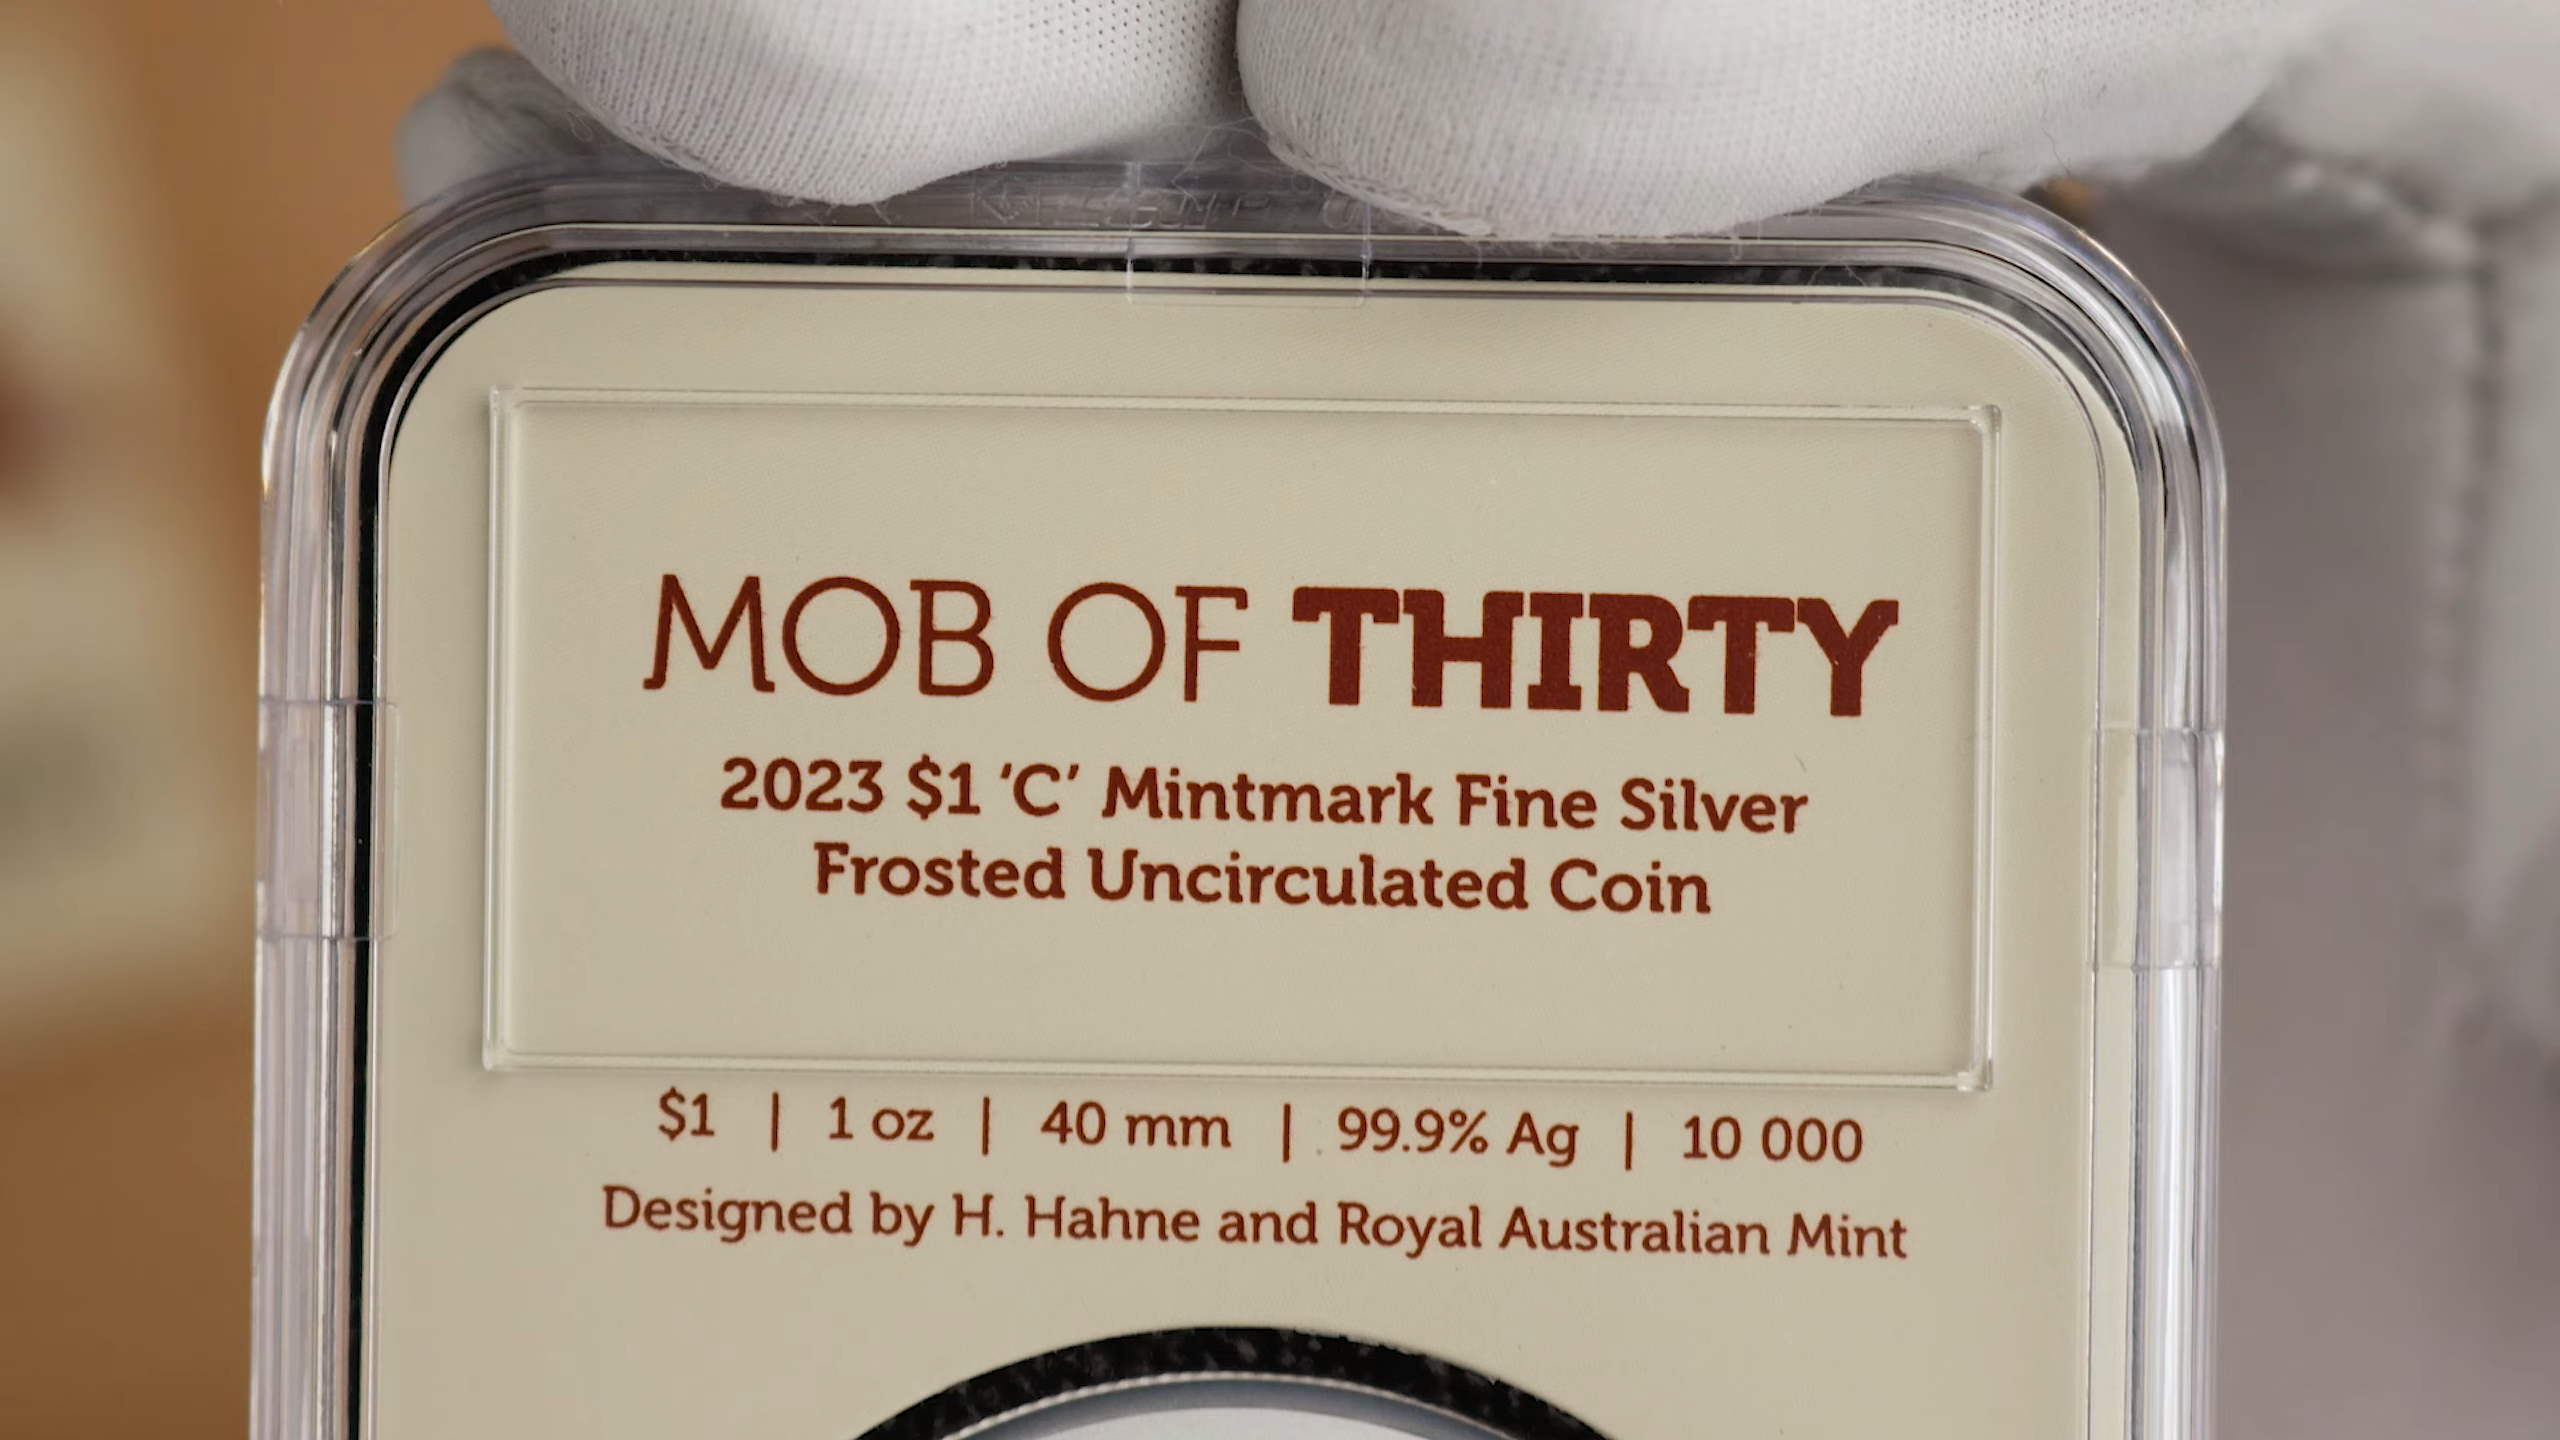 MOB OF THIRTY
2023 $1 ‘C’ Mintmark Fine Silver
Frosted Uncirculated Coin
$1 | 1 oz | 40 mm | 99.9% Ag | 10 000
Designed by H. Hahne and Royal Australian Mint